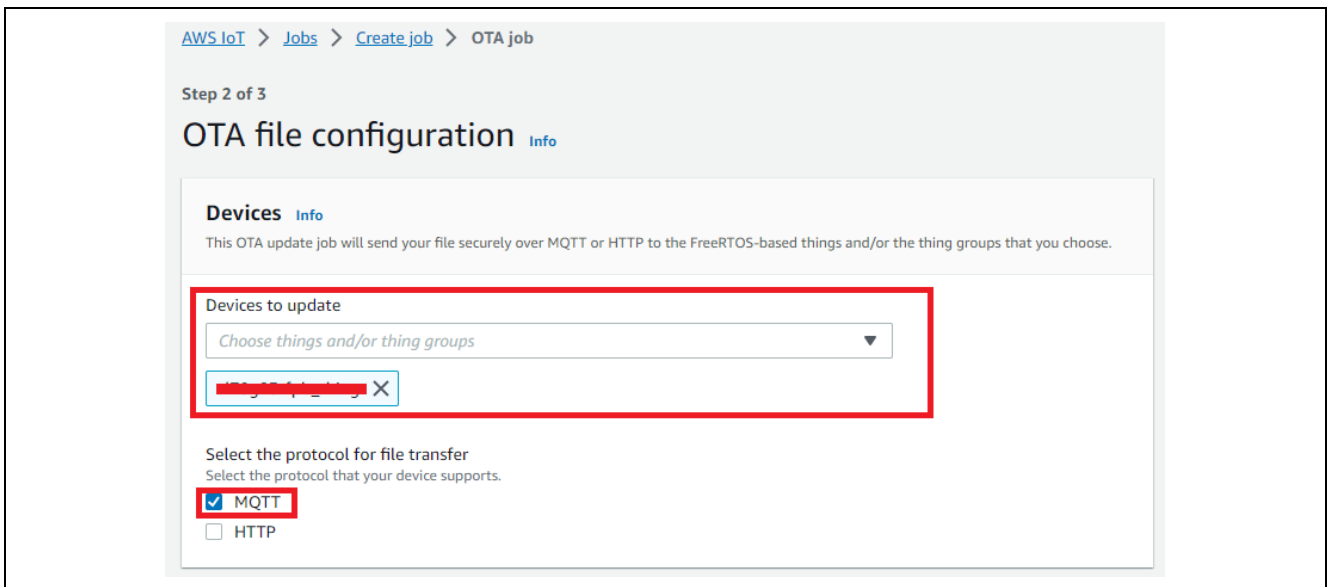 AWS IoT > Jobs > Create job > OTA job
Step 2 of 3
OTA file configuration Info
Devices Info
This OTA update job will send your file securely over MQTT or HTTP to the FreeRTOS-based things and/or the thing groups that you choose.
Devices to update
Choose things and/or thing groups
Select the protocol for file transfer
Select the protocol that your device supports.
MQTT
HTTP